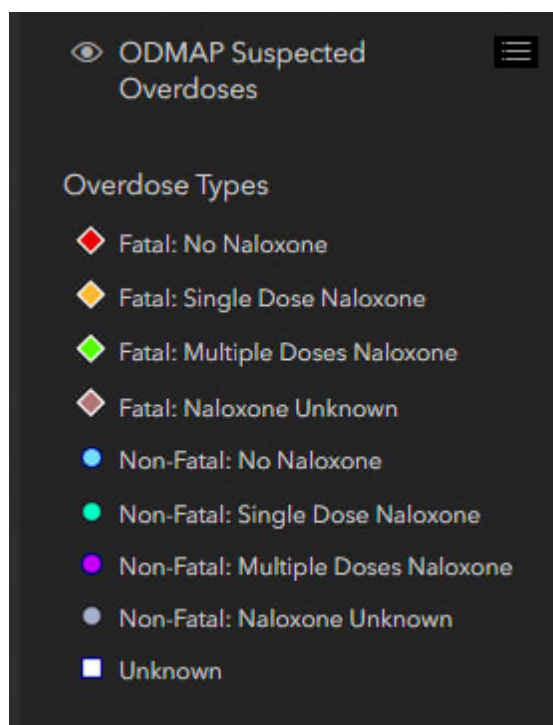 ODMAP Suspected
Overdoses
Overdose Types
Fatal: No Naloxone
Fatal: Single Dose Naloxone
Fatal: Multiple Doses Naloxone
Fatal: Naloxone Unknown
Non-Fatal: No Naloxone
Non-Fatal: Single Dose Naloxone
Non-Fatal: Multiple Doses Naloxone
Non-Fatal: Naloxone Unknown
Unknown